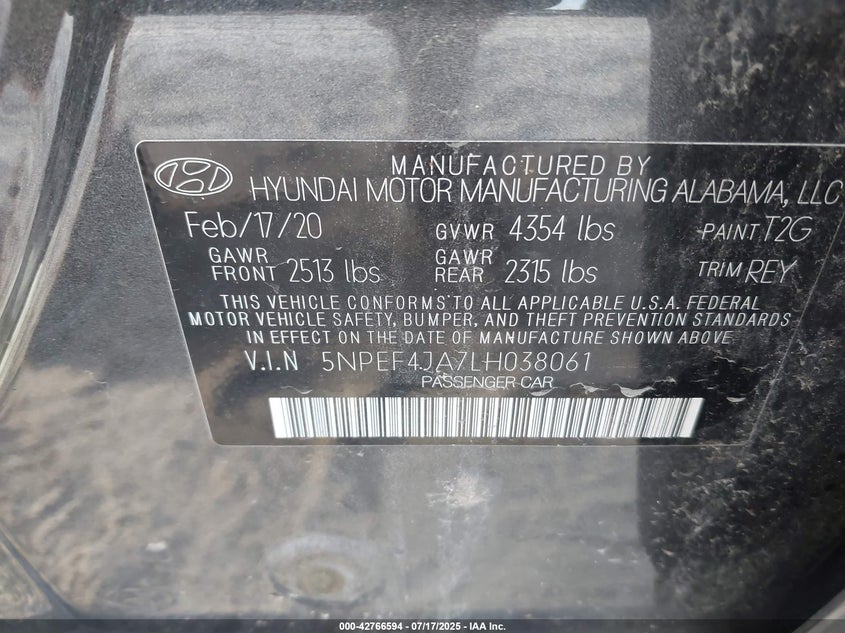 MANUFACTURED BY
HYUNDAI MOTOR MANUFACTURING ALABAMA, LLC
Feb/17/20 GVWR 4354 lbs PAINT T2G
GAWR FRONT 2513 lbs GAWR REAR 2315 lbs TRIM REY
THIS VEHICLE CONFORMS TO ALL APPLICABLE U.S.A. FEDERAL
MOTOR VEHICLE SAFETY, BUMPER, AND THEFT PREVENTION STANDARDS
IN EFFECT ON THE DATE OF MANUFACTURE SHOWN ABOVE
V.I.N 5NPEF4JA7LH038061
PASSENGER CAR
000-42766594 - 07/17/2025 - IAA Inc.